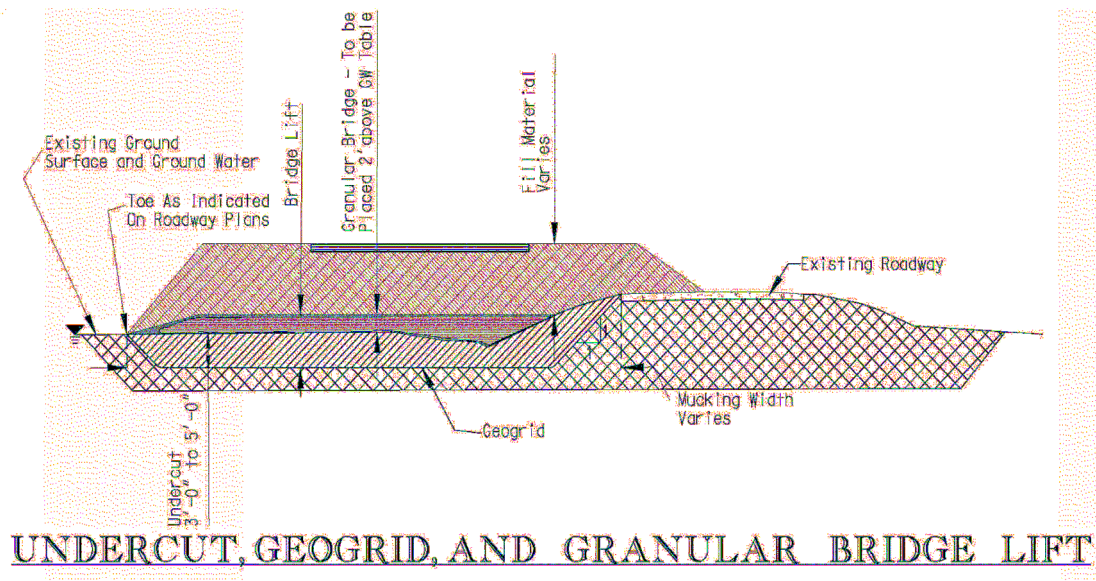 Existing Ground
Surface and Ground Water
Toe As Indicated
On Roadway Plans
Bridge Lift
Granular Bridge - To be
Placed 2' above GW Table
Fill Material
Varies
Existing Roadway
1
1
Mucking Width
Varies
Geogrid
Undercut
3'-0" to 5'-0"
UNDERCUT, GEOGRID, AND GRANULAR BRIDGE LIFT